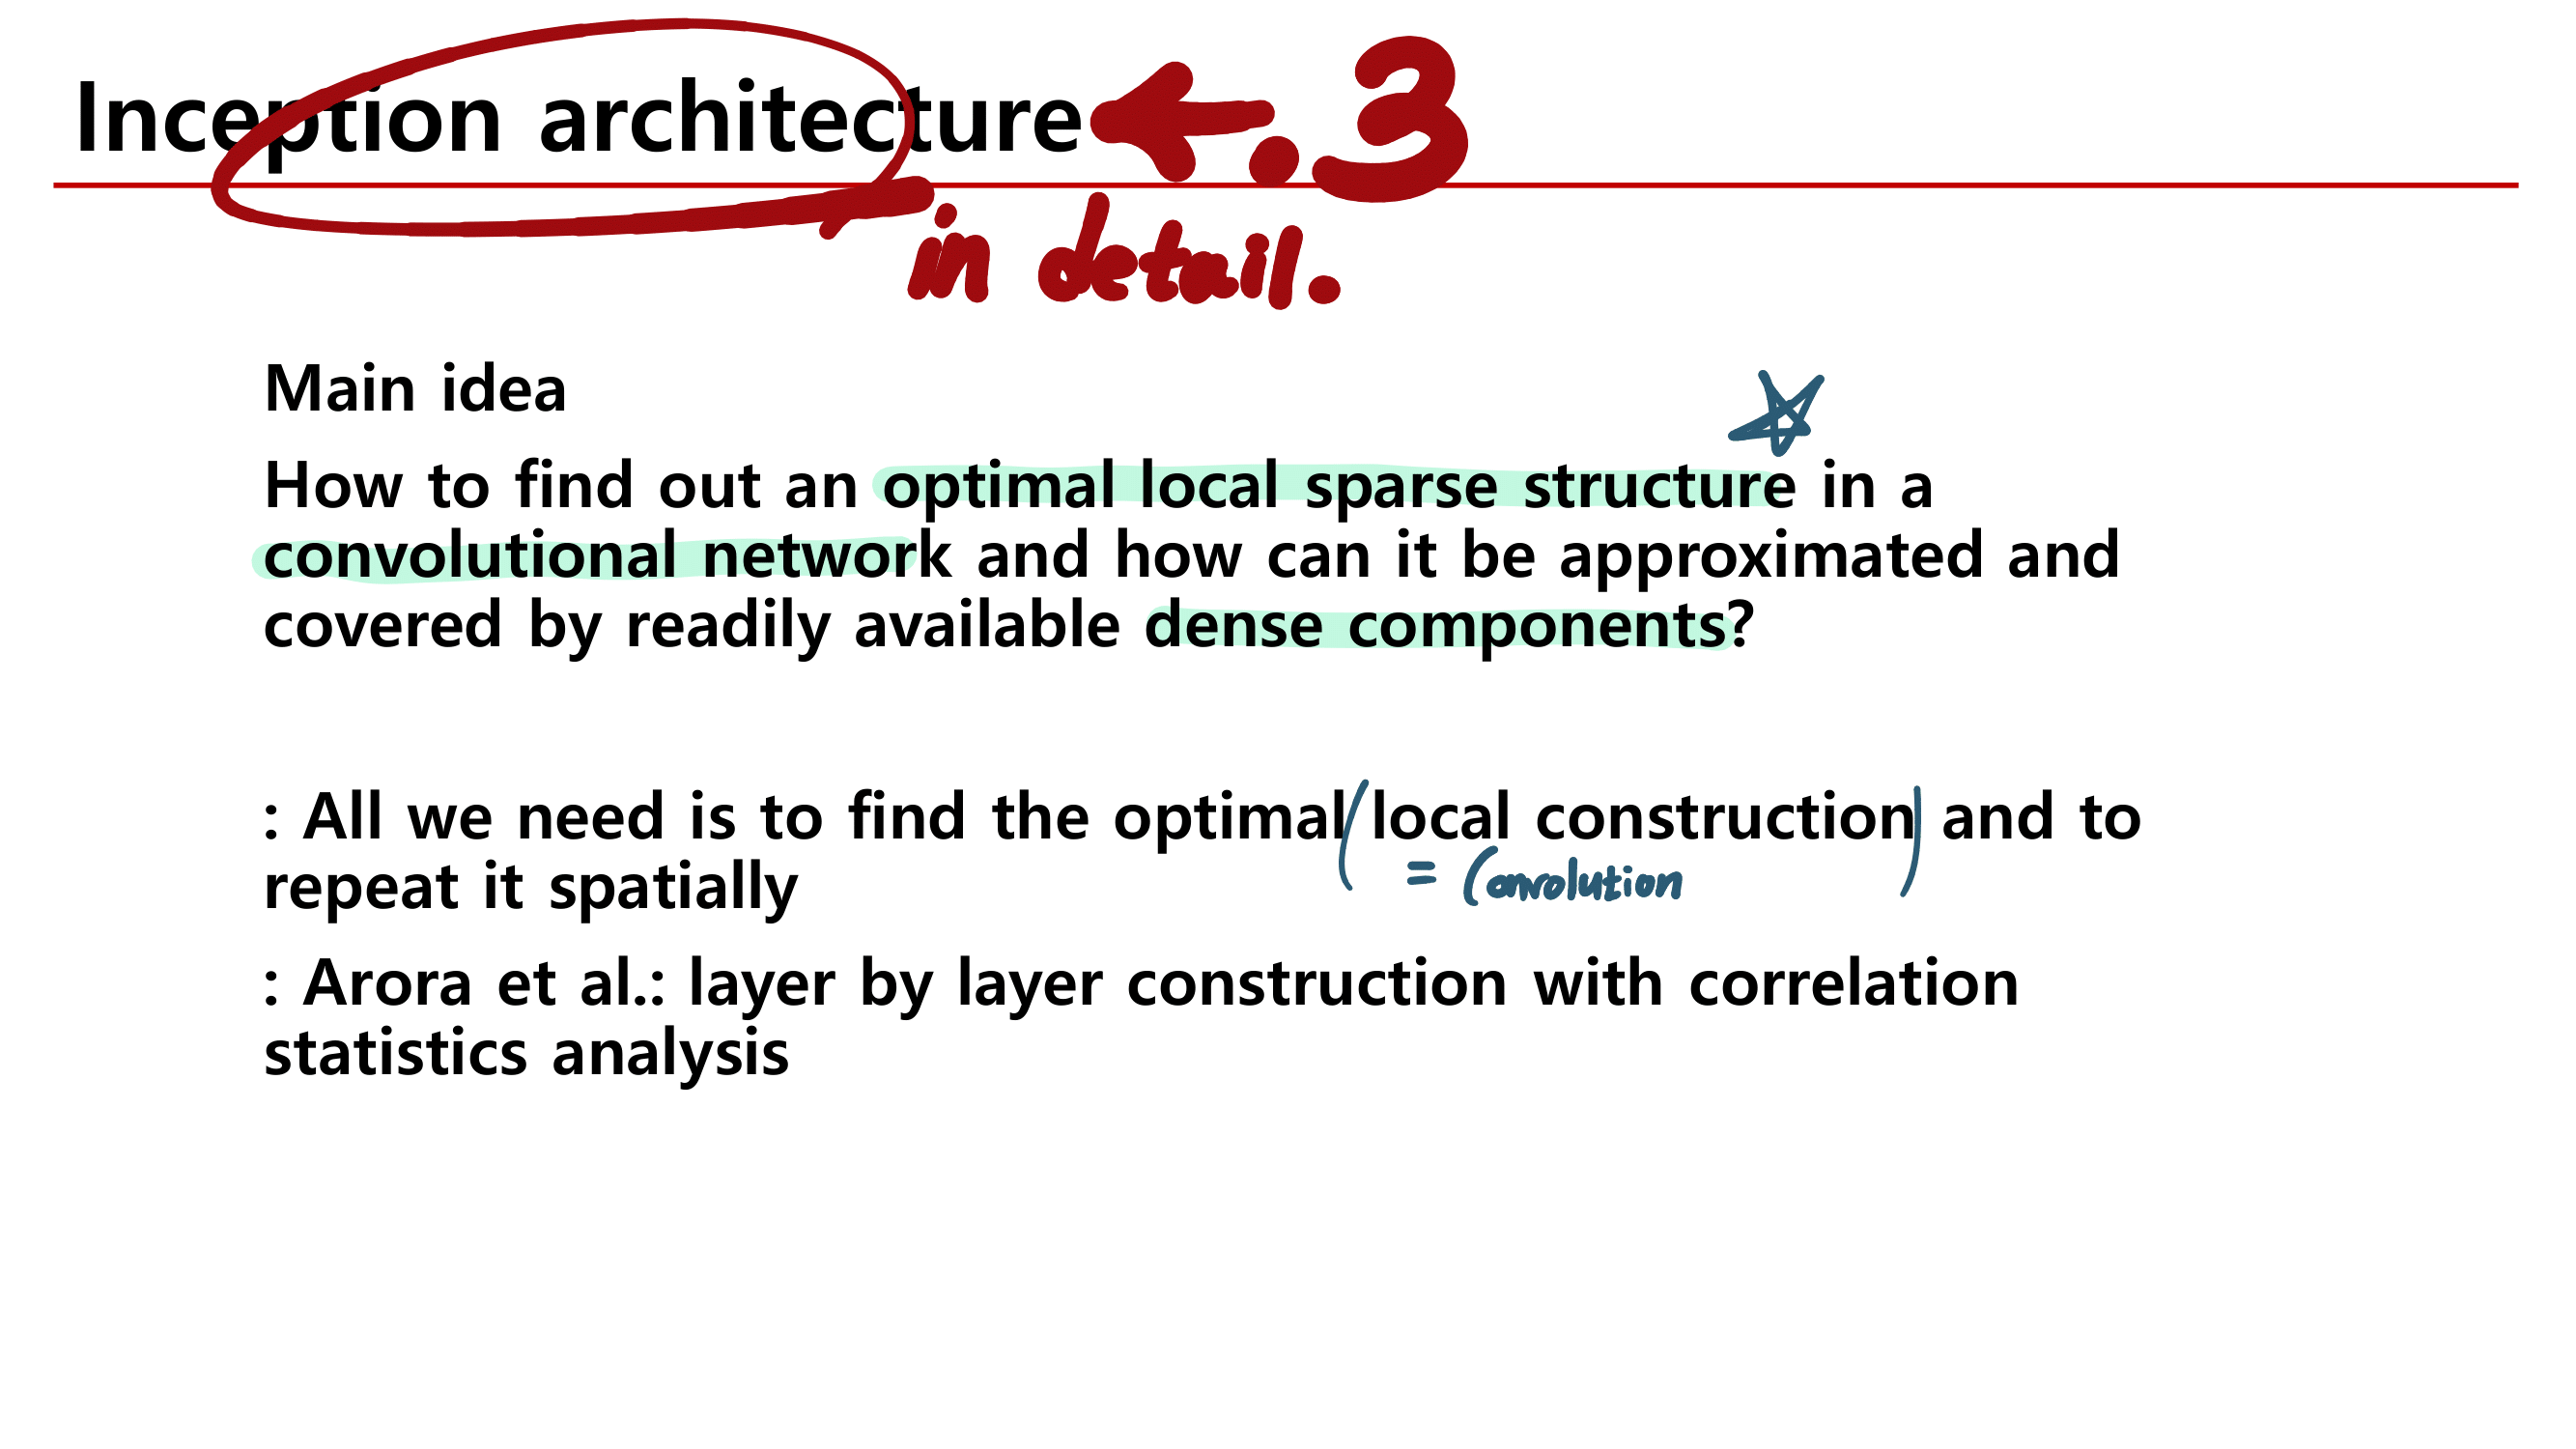 Inception architecture ← .3
in detail.
Main idea
How to find out an optimal local sparse structure in a
convolutional network and how can it be approximated and
covered by readily available dense components?
: All we need is to find the optimal (local construction) and to
= Convolution
repeat it spatially
: Arora et al.: layer by layer construction with correlation
statistics analysis